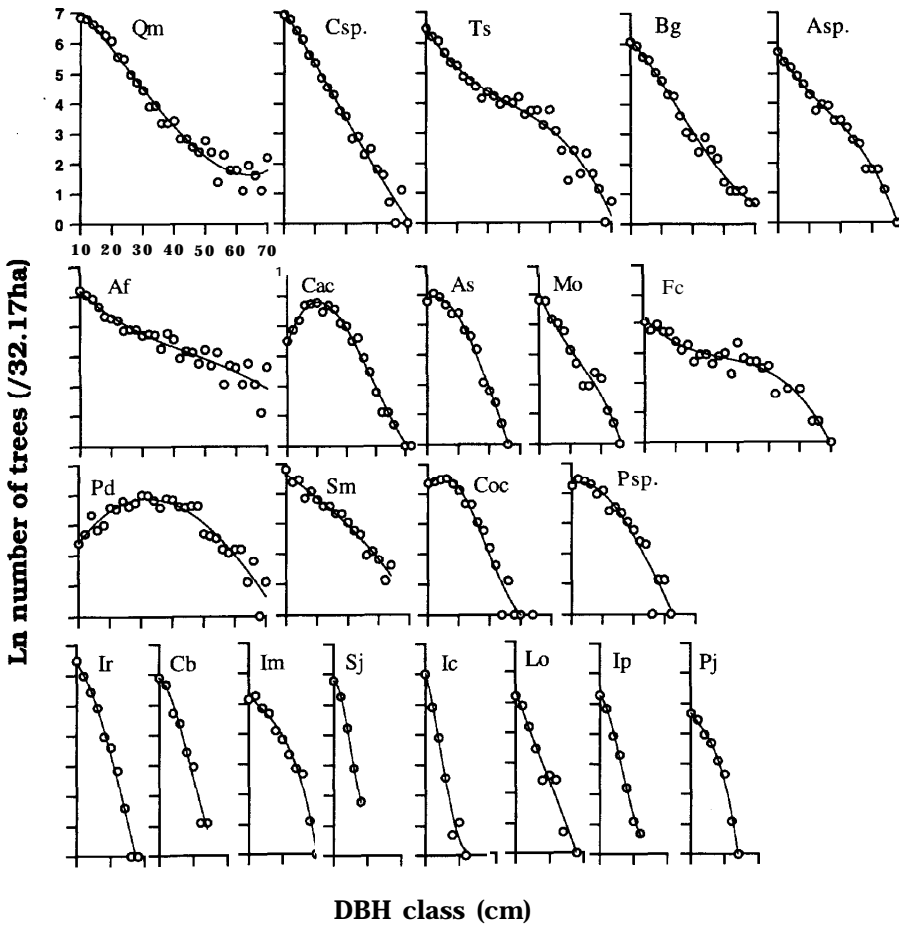 Ln number of trees (/32.17ha)
Qm Csp. Ts Bg Asp.
7
6
5
4
3
2
1
0
10 20 30 40 50 60 70
Af Cac As Mo Fc
1
Pd Sm Coc Psp.
Ir Cb Im Sj Ic Lo Ip Pj
DBH class (cm)